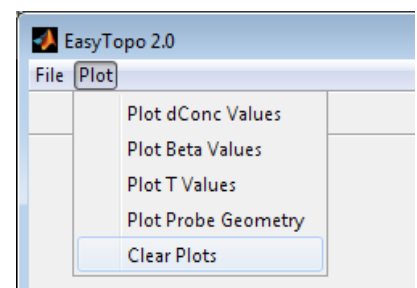 EasyTopo 2.0
File Plot
Plot dConc Values
Plot Beta Values
Plot T Values
Plot Probe Geometry
Clear Plots